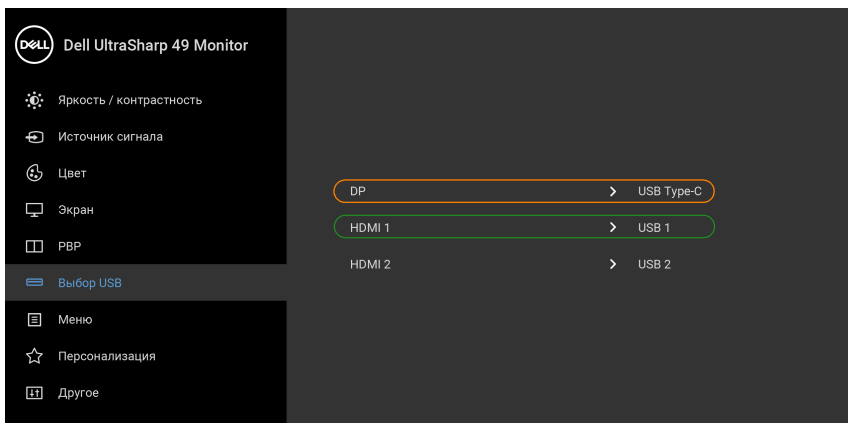 DELL
Dell UltraSharp 49 Monitor
Яркость / контрастность
Источник сигнала
Цвет
Экран
PBP
Выбор USB
Меню
Персонализация
Другое
DP > USB Type-C
HDMI 1 > USB 1
HDMI 2 > USB 2